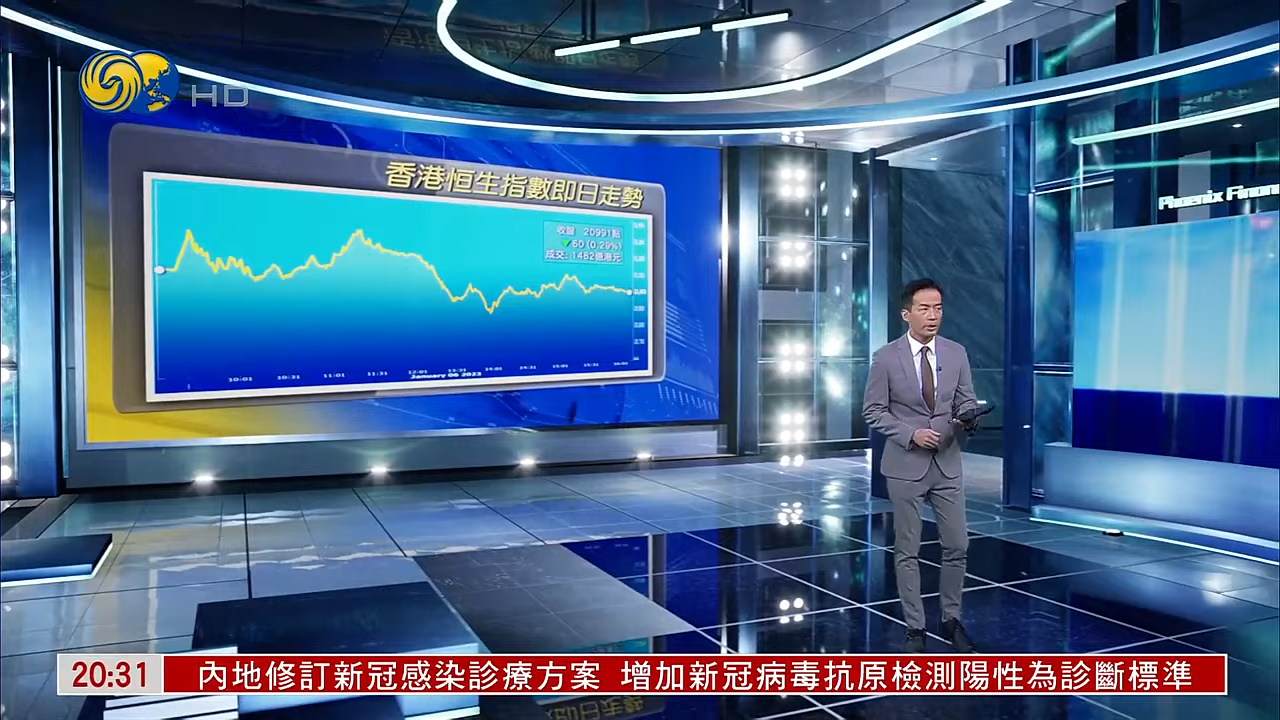 HD
香港恒生指數即日走勢
收盤 20991點
60 (0.29%)
成交: 1482億港元
10:01 10:31 11:01 11:31
January 06 2023
Phoenix Finan
20:31 內地修訂新冠感染診療方案 增加新冠病毒抗原檢測陽性為診斷標準